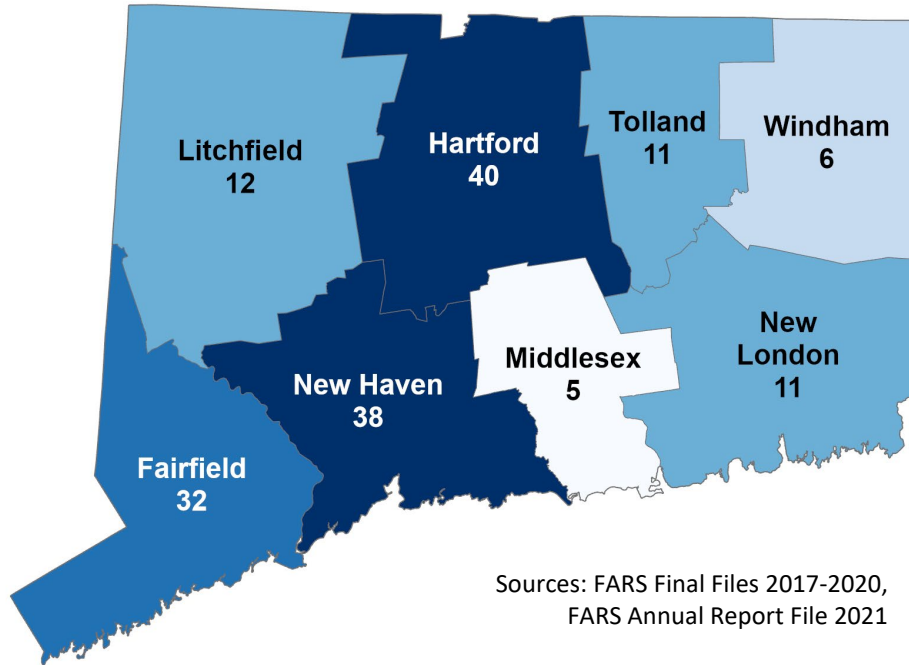 Litchfield
12
Hartford
40
Tolland
11
Windham
6
New Haven
38
Middlesex
5
New
London
11
Fairfield
32
Sources: FARS Final Files 2017-2020,
FARS Annual Report File 2021